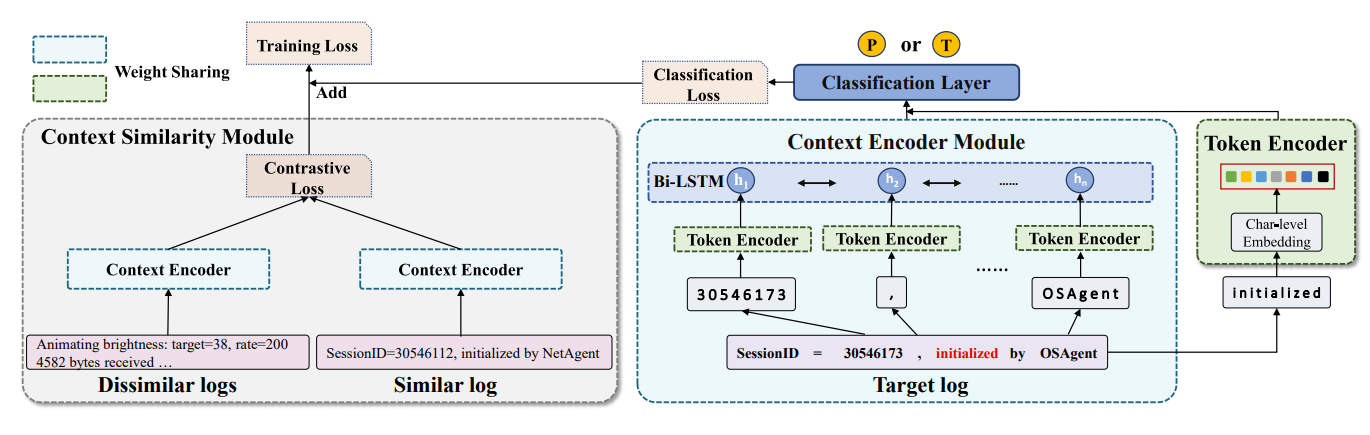 Weight Sharing
Training Loss
Add
Classification
Loss
P or T
Classification Layer
Context Similarity Module
Contrastive
Loss
Context Encoder
Context Encoder
Animating brightness: target=38, rate=200
4582 bytes received ...
SessionID=30546112, initialized by NetAgent
Dissimilar logs
Similar log
Context Encoder Module
Bi-LSTM h1 h2 ...... hn
Token Encoder
Token Encoder
Token Encoder
......
30546173
,
OSAgent
SessionID = 30546173 , initialized by OSAgent
Target log
Token Encoder
Char-level
Embedding
initialized